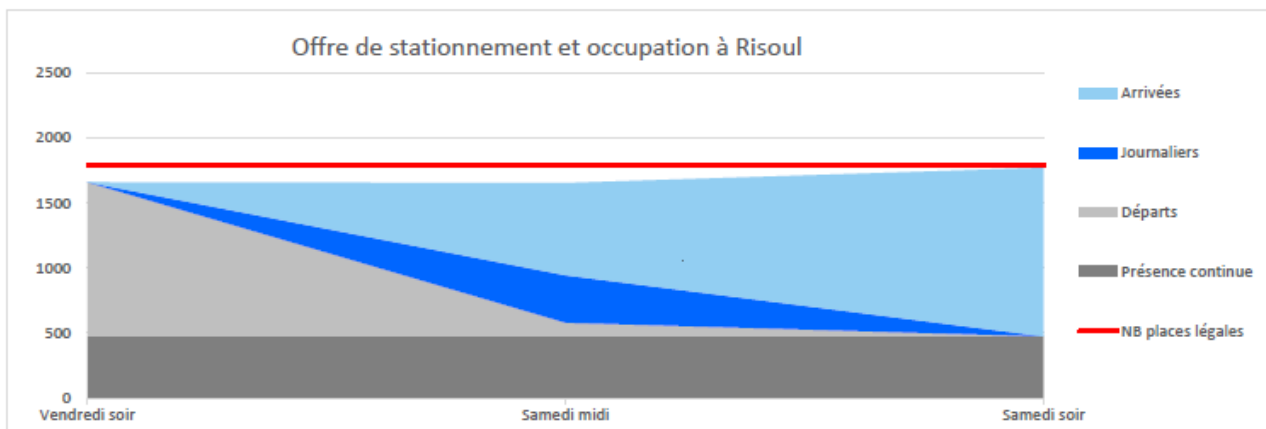 Offre de stationnement et occupation à Risoul
2500
2000
1500
1000
500
0
Vendredi soir
Samedi midi
Samedi soir
Arrivées
Journaliers
Départs
Présence continue
NB places légales